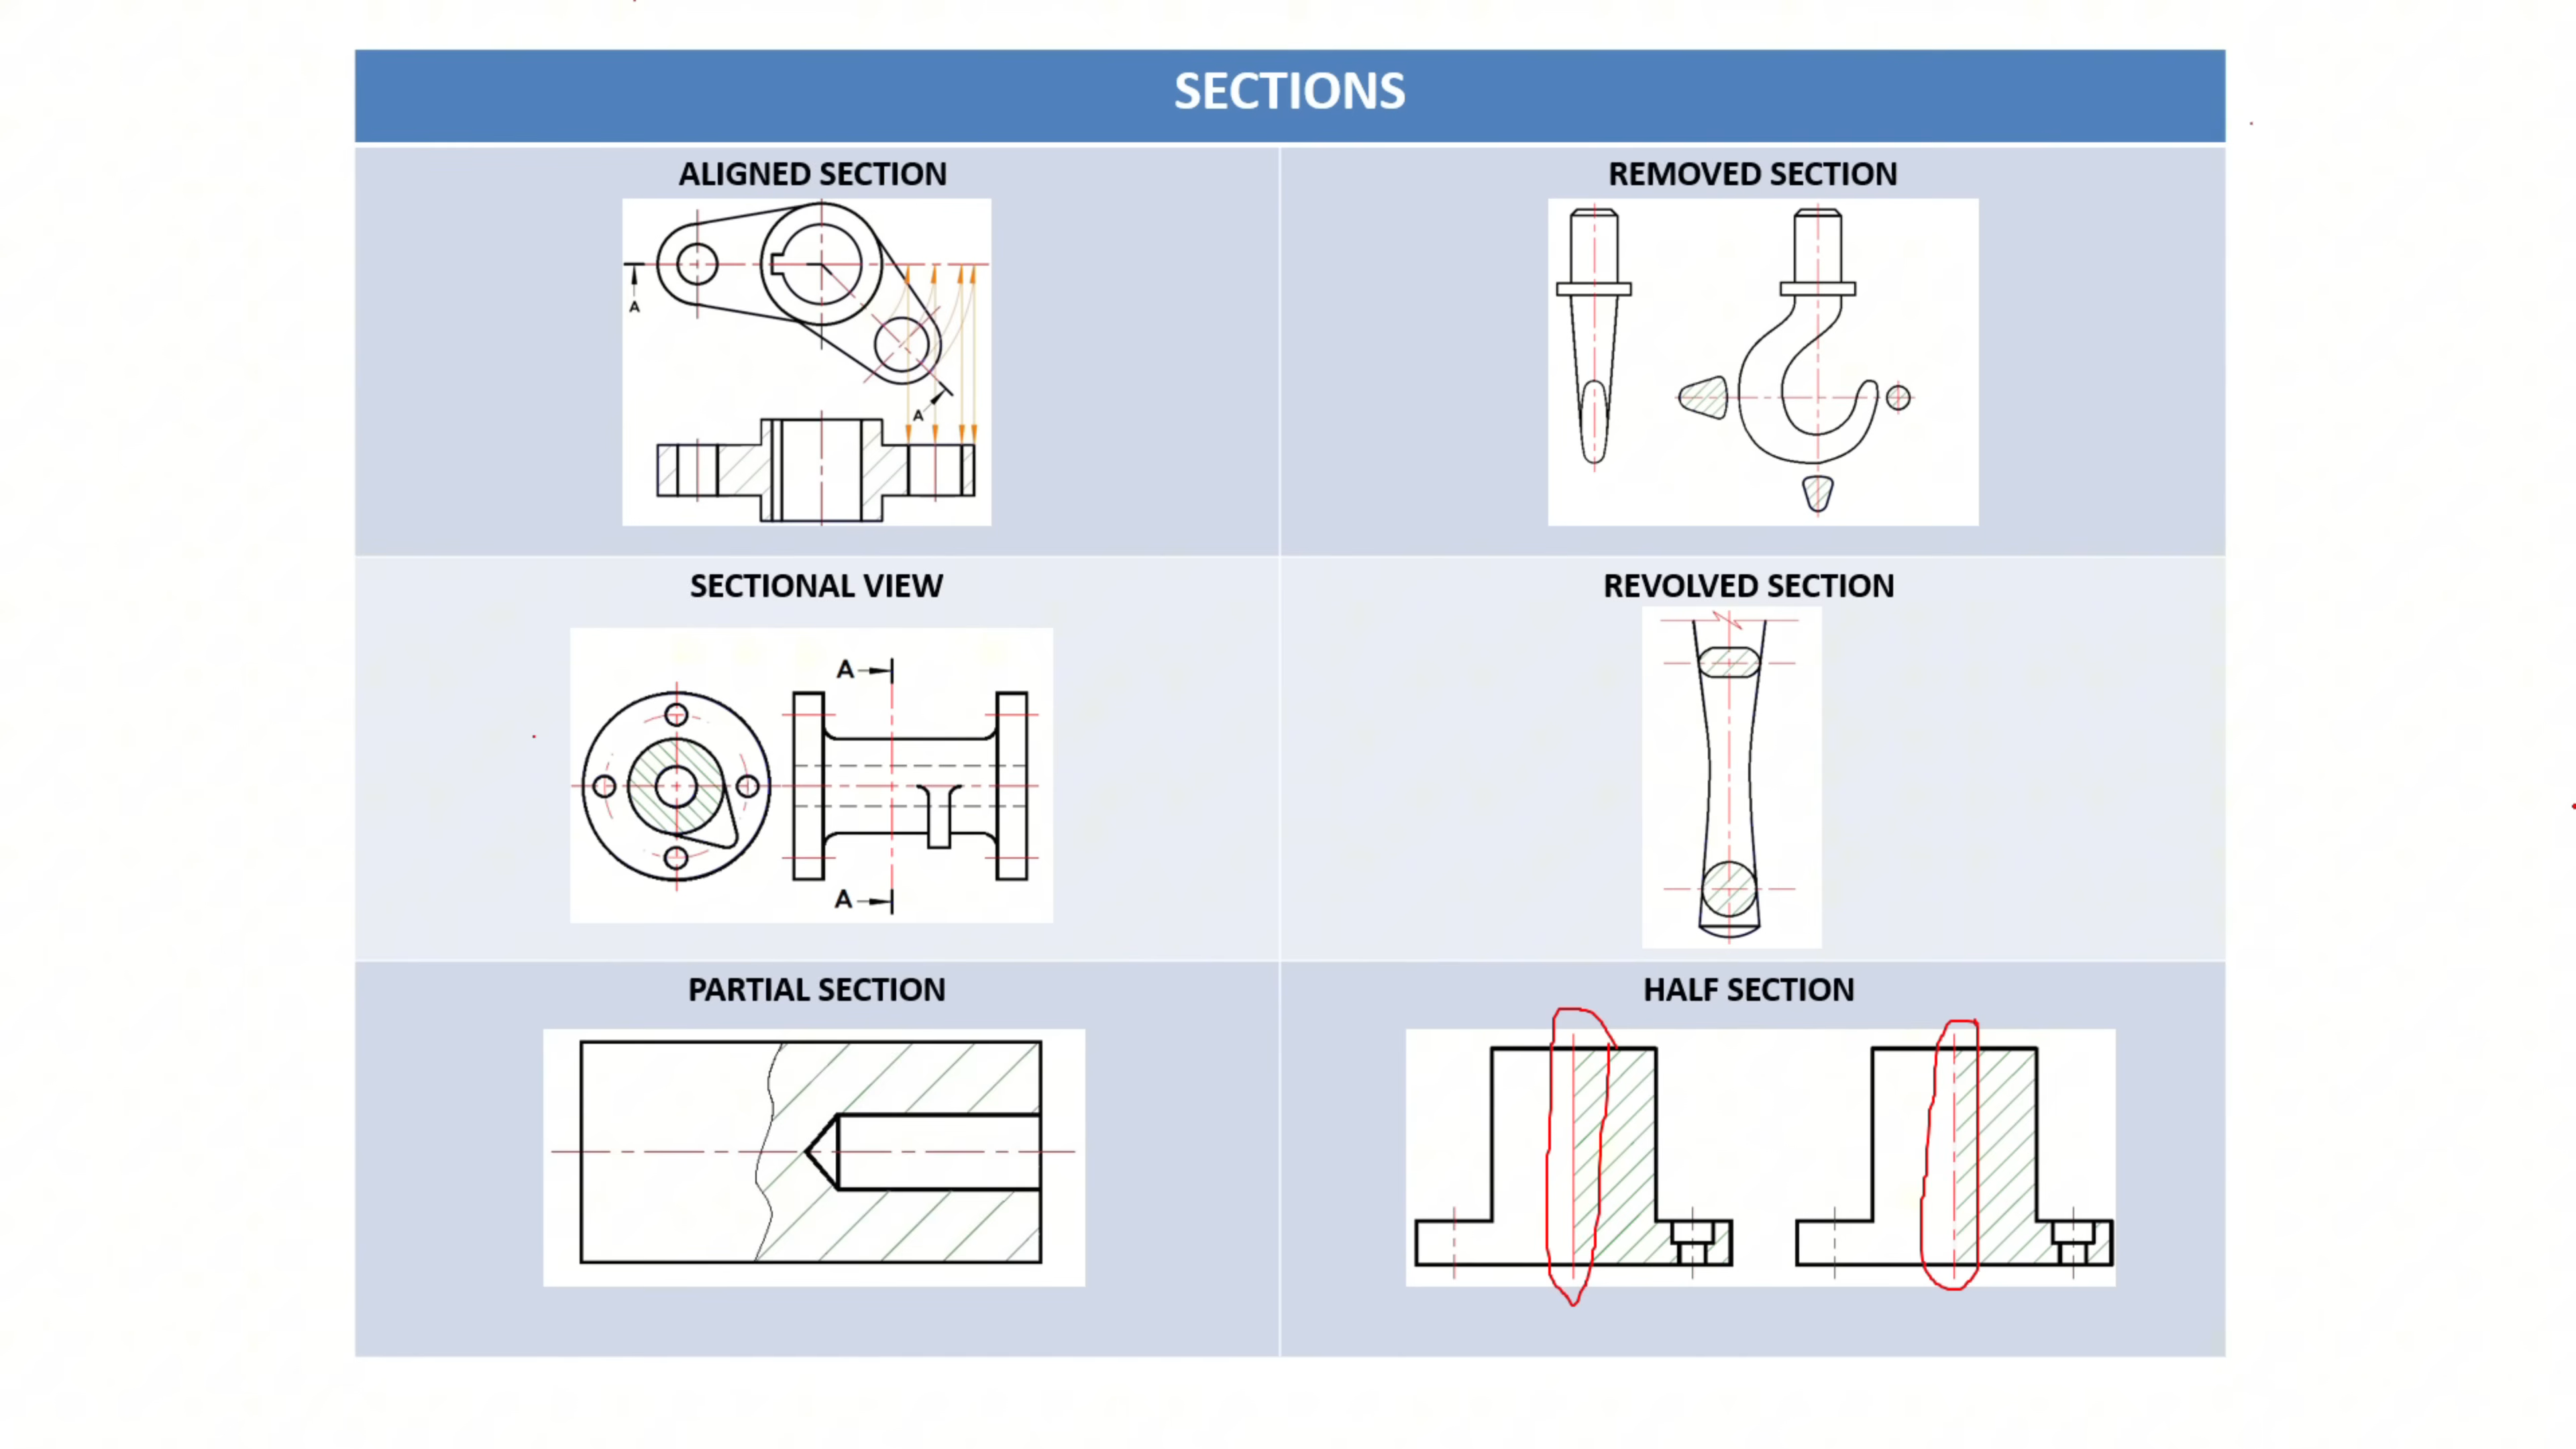 SECTIONS
ALIGNED SECTION
REMOVED SECTION
A
A
SECTIONAL VIEW
REVOLVED SECTION
A
A
PARTIAL SECTION
HALF SECTION